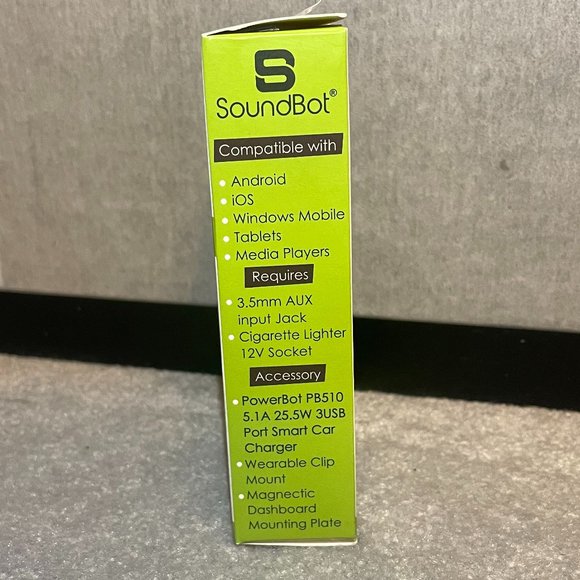 S
SoundBot®
Compatible with
• Android
• iOS
• Windows Mobile
• Tablets
• Media Players
Requires
• 3.5mm AUX
input Jack
• Cigarette Lighter
12V Socket
Accessory
• PowerBot PB510
5.1A 25.5W 3USB
Port Smart Car
Charger
• Wearable Clip
Mount
• Magnectic
Dashboard
Mounting Plate